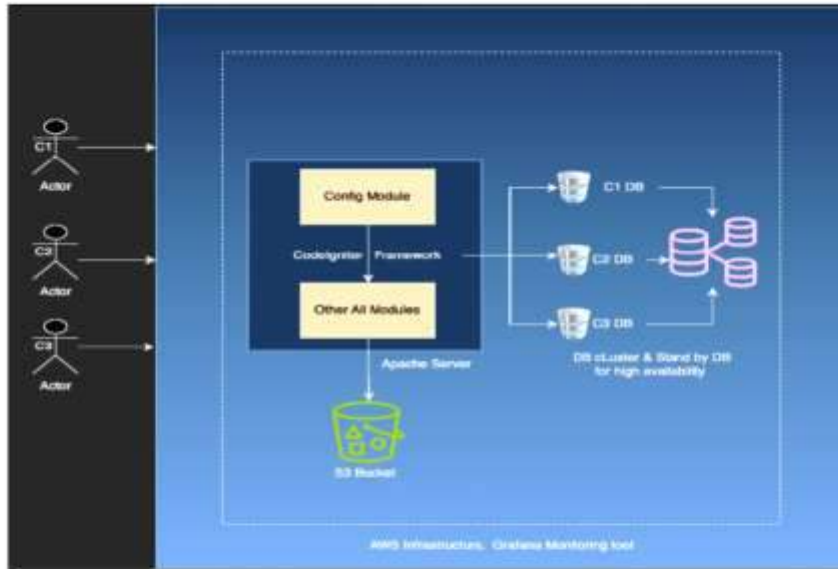 C1
Actor
C2
Actor
C3
Actor
Config Module
CodeIgniter Framework
Other All Modules
Apache Server
S3 Bucket
C1 DB
C2 DB
C3 DB
DB cLuster & Stand by DB
for high availability
AWS Infrastructure, Grafana Monitoring tool